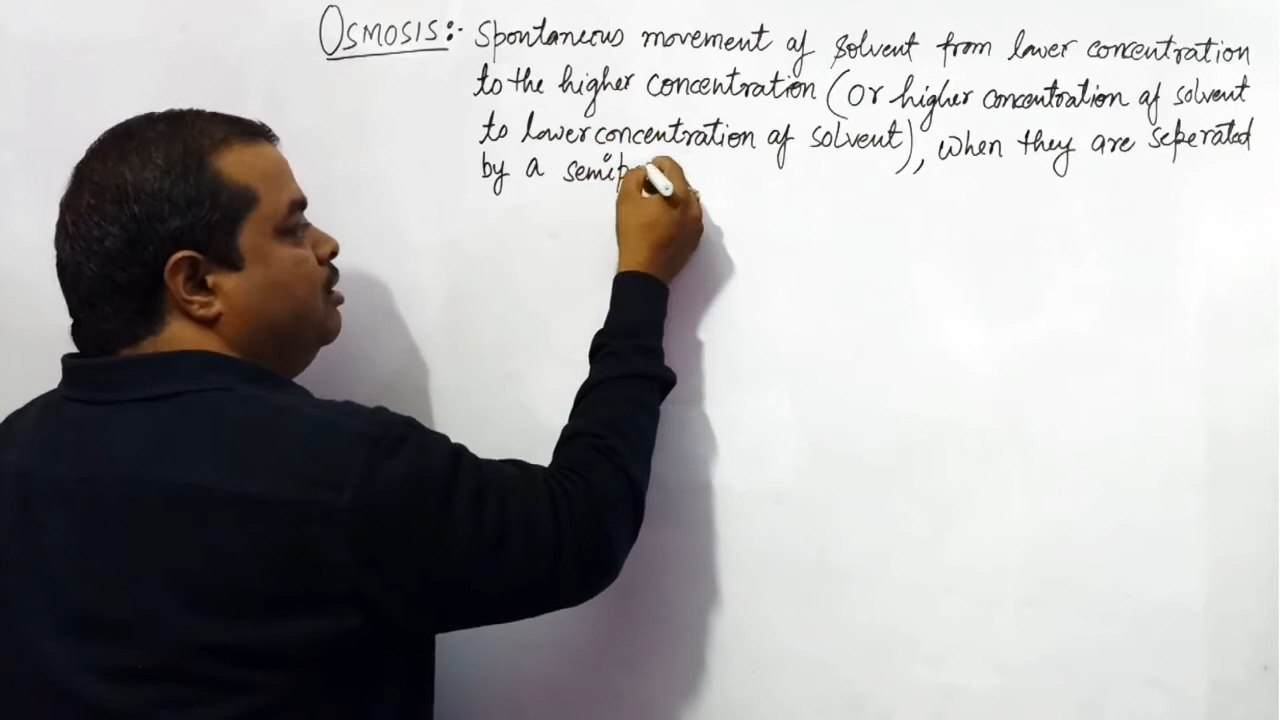 OSMOSIS:- Spontaneous movement of solvent from lower concentration
to the higher concentration (or higher concentration of solvent
to lower concentration of solvent), when they are seperated
by a semip